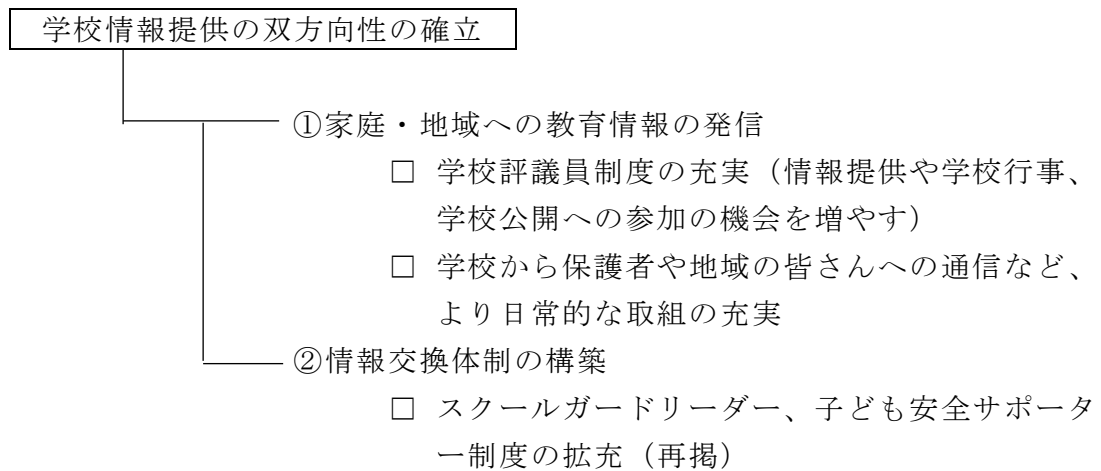 学校情報提供の双方向性の確立
①家庭・地域への教育情報の発信
□ 学校評議員制度の充実（情報提供や学校行事、
学校公開への参加の機会を増やす）
□ 学校から保護者や地域の皆さんへの通信など、
より日常的な取組の充実
②情報交換体制の構築
□ スクールガードリーダー、子ども安全サポータ
ー制度の拡充（再掲）